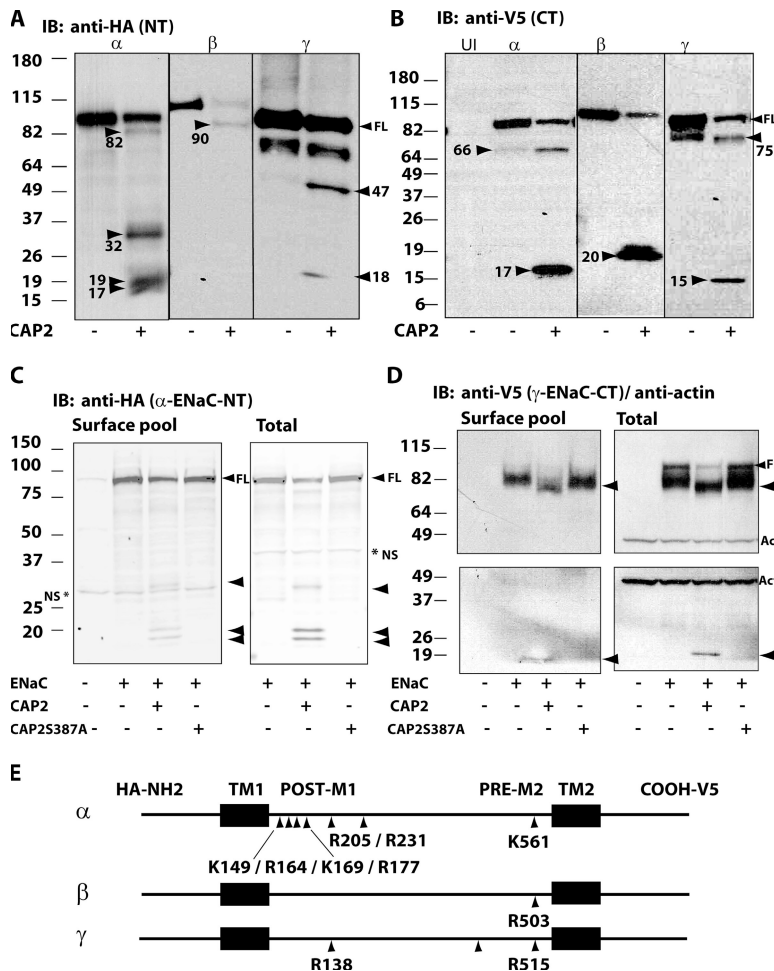 A
IB: anti-HA (NT)
α β γ
180
115
82
64
49
37
26
19
15
82
32
19
17
90
FL
47
18
CAP2 - + - + - +
B
IB: anti-V5 (CT)
UI α β γ
180
115
82
64
49
37
26
19
15
6
66
17
20
FL
75
15
CAP2 - - + - + - +
C
IB: anti-HA (α-ENaC-NT)
Surface pool Total
150
100
75
50
37
25
20
FL
NS *
FL
* NS
ENaC - + + + + + +
CAP2 - - + - - + -
CAP2S387A - - - + - - +
D
IB: anti-V5 (γ-ENaC-CT)/ anti-actin
Surface pool Total
115
82
64
49
49
37
26
19
F
Ac
Ac
ENaC - + + + - + + +
CAP2 - - + - - - + -
CAP2S387A - - - + - - - +
E
HA-NH2 TM1 POST-M1 PRE-M2 TM2 COOH-V5
α
R205 / R231 K561
K149 / R164 / K169 / R177
β
R503
γ
R138 R515